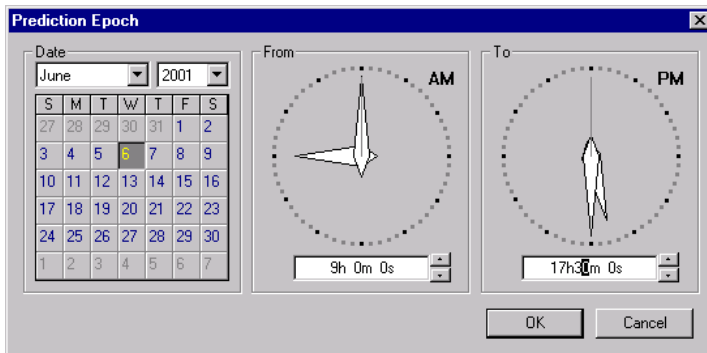 Prediction Epoch
Date
June 2001
S M T W T F S
27 28 29 30 31 1 2
3 4 5 6 7 8 9
10 11 12 13 14 15 16
17 18 19 20 21 22 23
24 25 26 27 28 29 30
1 2 3 4 5 6 7
From
AM
9h 0m 0s
To
PM
17h30m 0s
OK Cancel